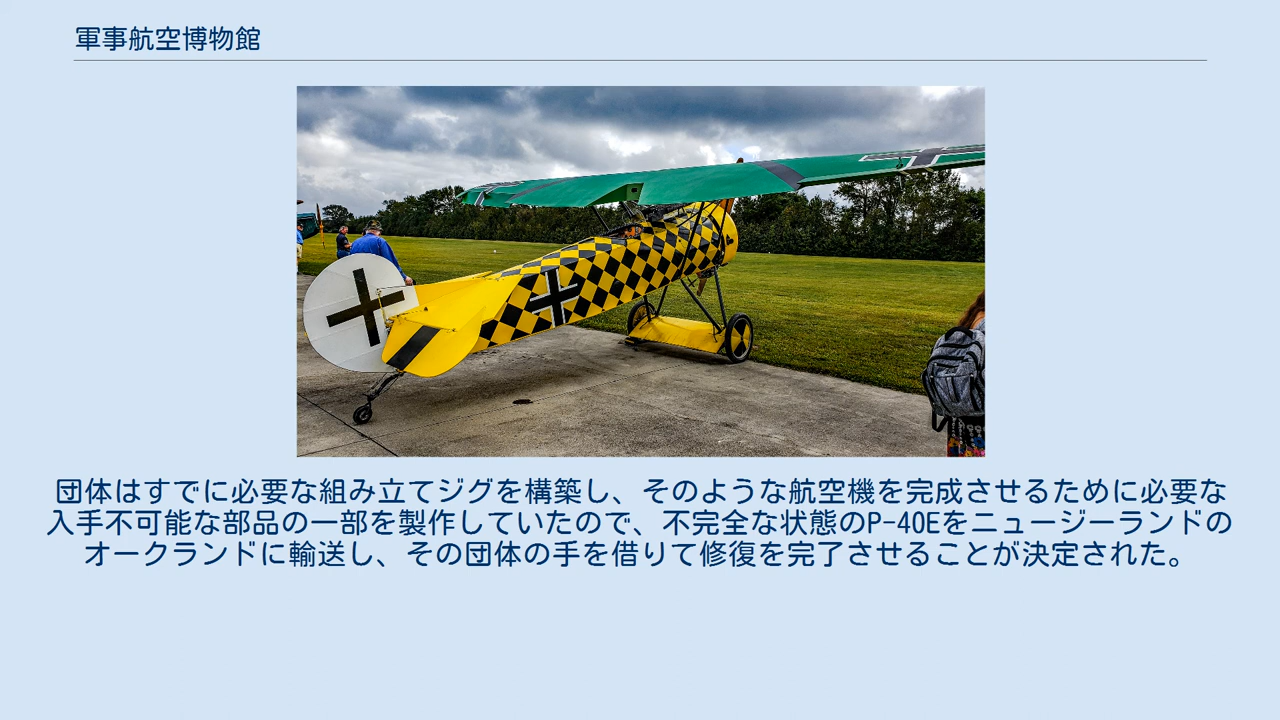 軍事航空博物館
団体はすでに必要な組み立てジグを構築し、そのような航空機を完成させるために必要な
入手不可能な部品の一部を製作していたので、不完全な状態のP-40Eをニュージーランドの
オークランドに輸送し、その団体の手を借りて修復を完了させることが決定された。